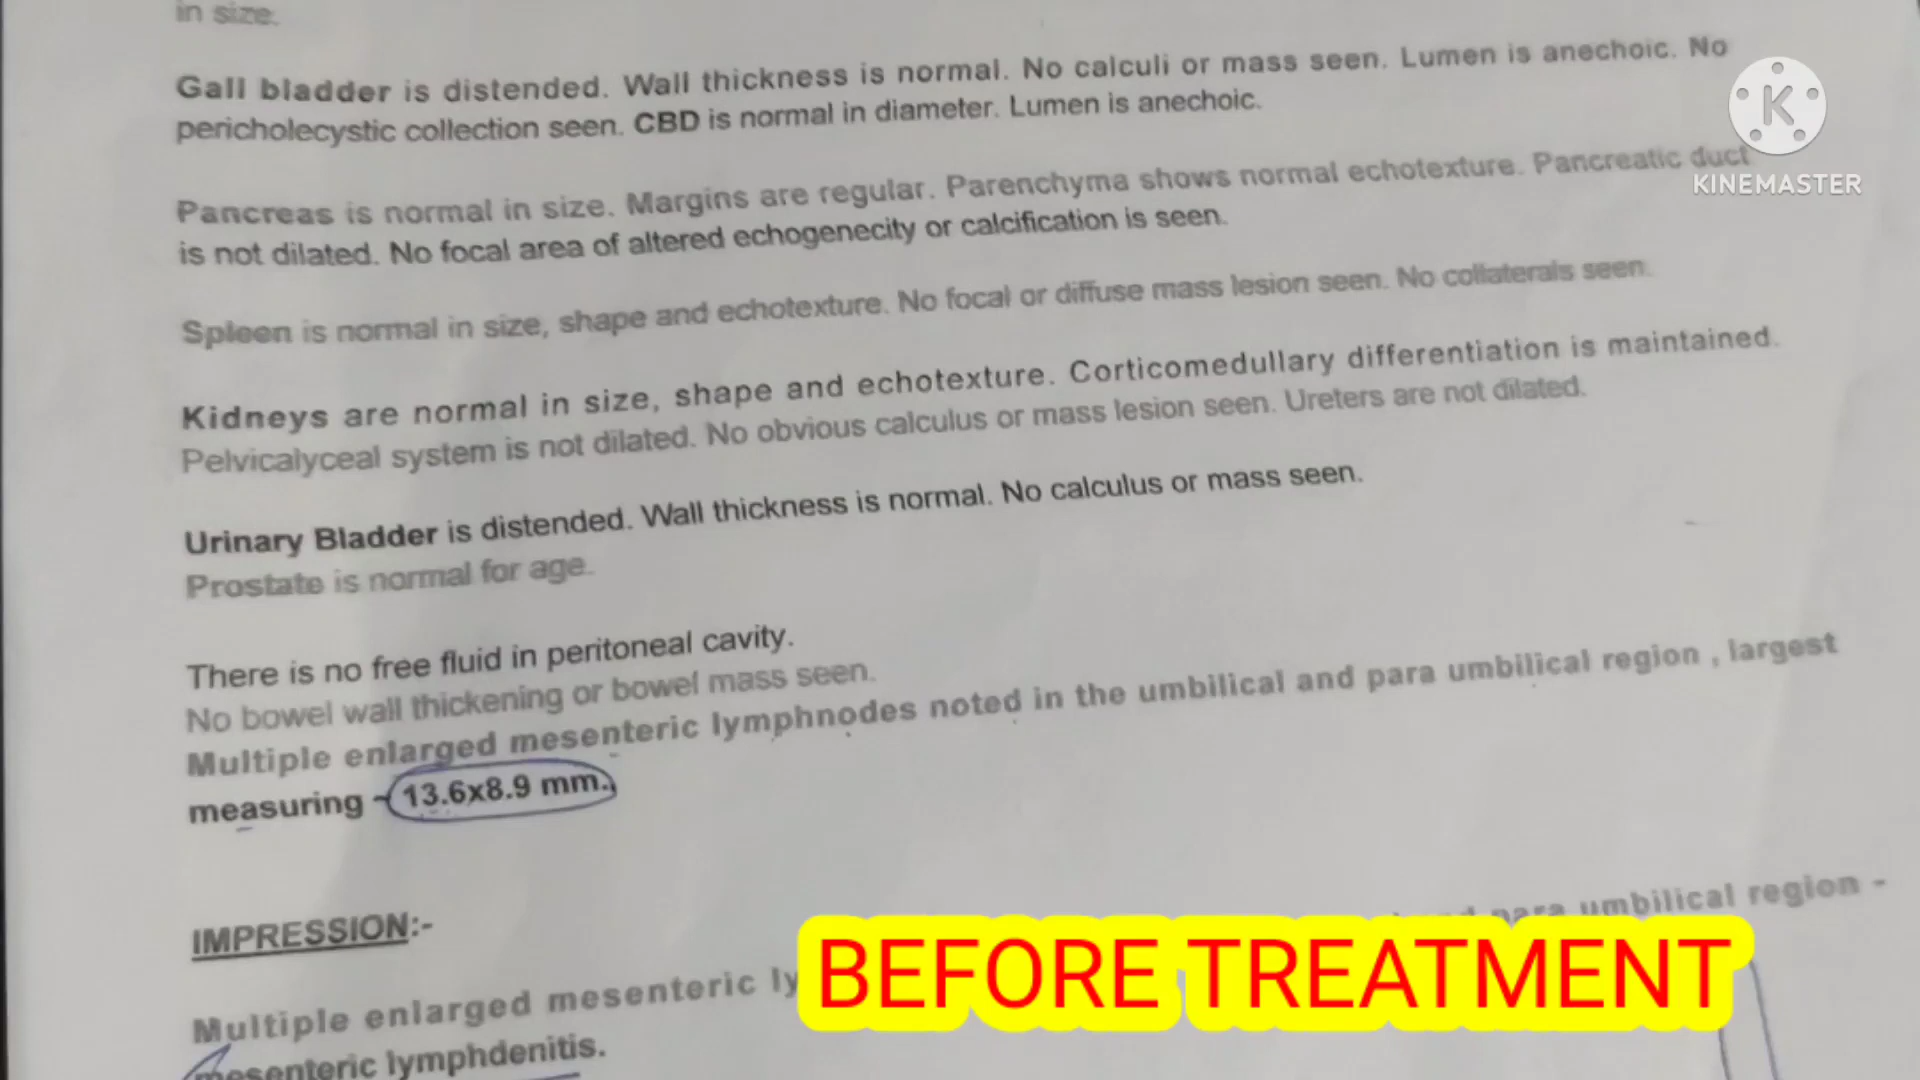 in size.
Gall bladder is distended. Wall thickness is normal. No calculi or mass seen. Lumen is anechoic. No
pericholecystic collection seen. CBD is normal in diameter. Lumen is anechoic.
KINEMASTER
Pancreas is normal in size. Margins are regular. Parenchyma shows normal echotexture. Pancreatic duct
is not dilated. No focal area of altered echogenecity or calcification is seen.
Spleen is normal in size, shape and echotexture. No focal or diffuse mass lesion seen. No collaterals seen.
Kidneys are normal in size, shape and echotexture. Corticomedullary differentiation is maintained.
Pelvicalyceal system is not dilated. No obvious calculus or mass lesion seen. Ureters are not dilated.
Urinary Bladder is distended. Wall thickness is normal. No calculus or mass seen.
Prostate is normal for age.
There is no free fluid in peritoneal cavity.
No bowel wall thickening or bowel mass seen.
Multiple enlarged mesenteric lymphnodes noted in the umbilical and para umbilical region , largest
measuring ~ 13.6x8.9 mm.
IMPRESSION:-
Multiple enlarged mesenteric para umbilical region -
mesenteric lymphdenitis.
BEFORE TREATMENT